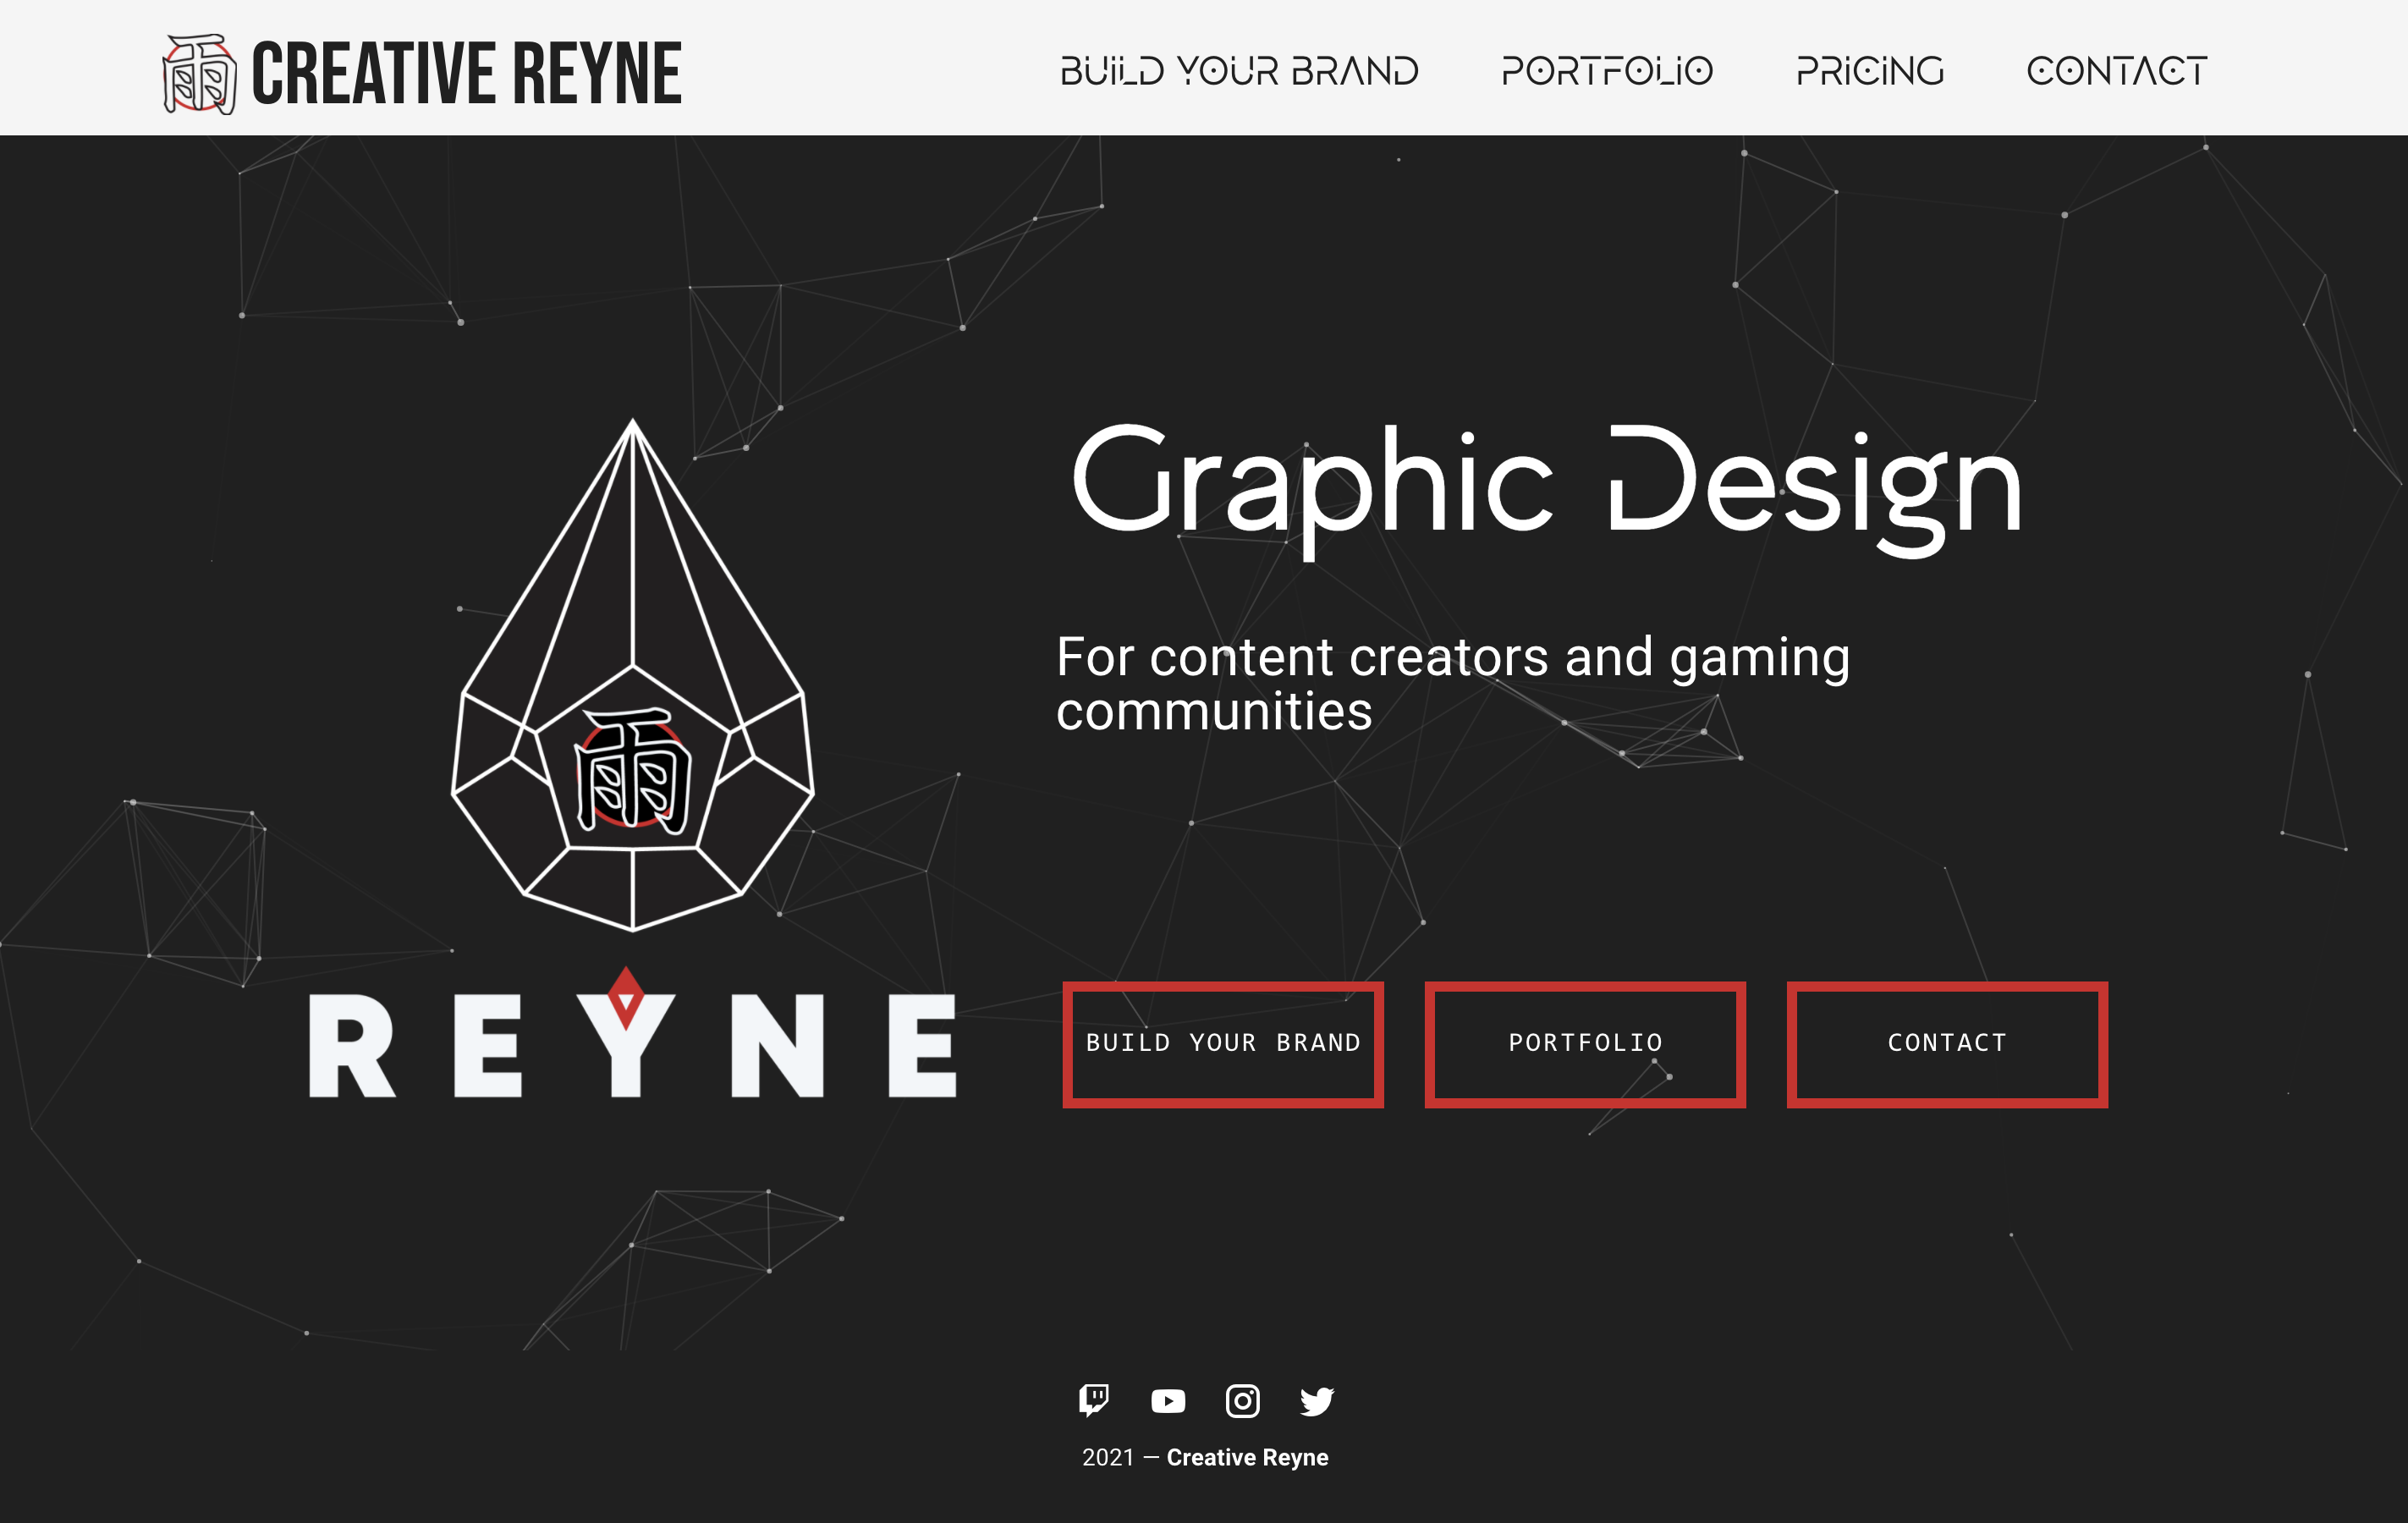 雨 CREATIVE REYNE
BUiLD YOUR BRAND PORTFOLiO PRiCiNG CONTACT
Graphic Design
For content creators and gaming
communities
雨
REYNE
BUILD YOUR BRAND
PORTFOLIO
CONTACT
2021 — Creative Reyne